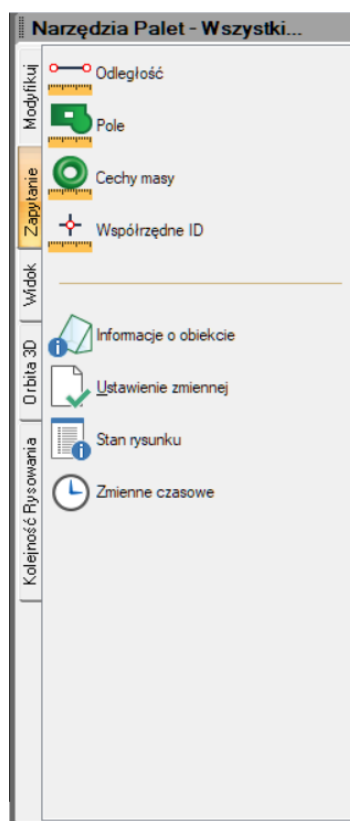 Narzędzia Palet - Wszystki...
Modyfikuj
Zapytanie
Widok
Orbita 3D
Kolejność Rysowania
Odległość
Pole
Cechy masy
Współrzędne ID
Informacje o obiekcie
Ustawienie zmiennej
Stan rysunku
Zmienne czasowe